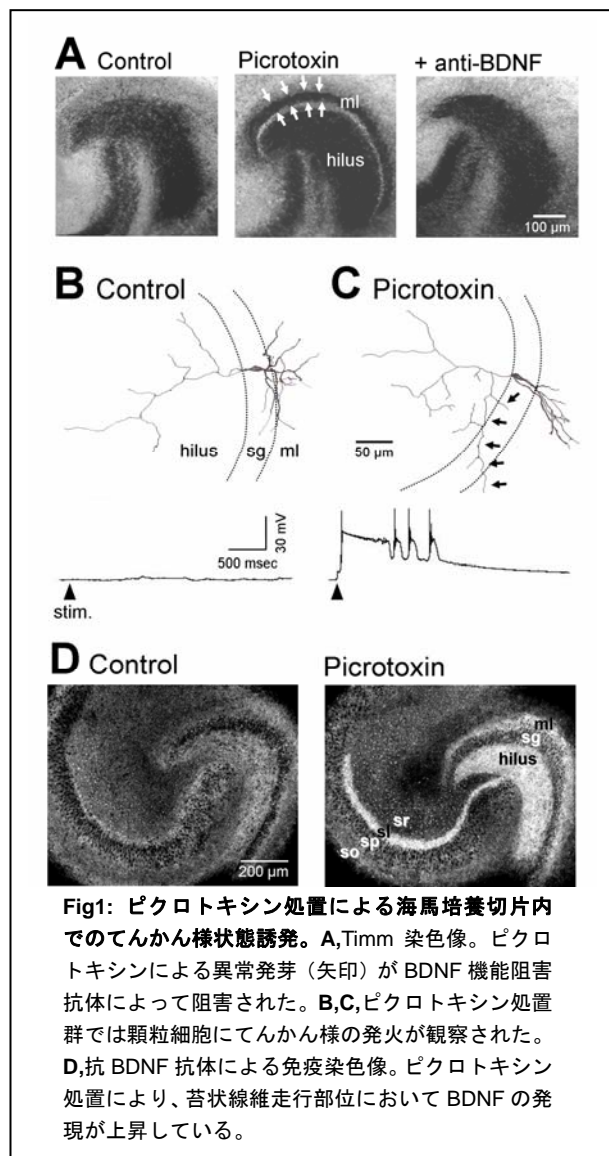 A Control
Picrotoxin
+ anti-BDNF
ml
hilus
100 µm
B Control
C Picrotoxin
hilus
sg
ml
50 µm
500 msec
30 mV
stim.
D Control
Picrotoxin
200 µm
ml
sg
hilus
sr
sl
sp
so
Fig1: ピクロトキシン処置による海馬培養切片内
でのてんかん様状態誘発。A,Timm 染色像。ピクロ
トキシンによる異常発芽（矢印）が BDNF 機能阻害
抗体によって阻害された。B,C,ピクロトキシン処置
群では顆粒細胞にてんかん様の発火が観察された。
D,抗 BDNF 抗体による免疫染色像。ピクロトキシン
処置により、苔状線維走行部位において BDNF の発
現が上昇している。